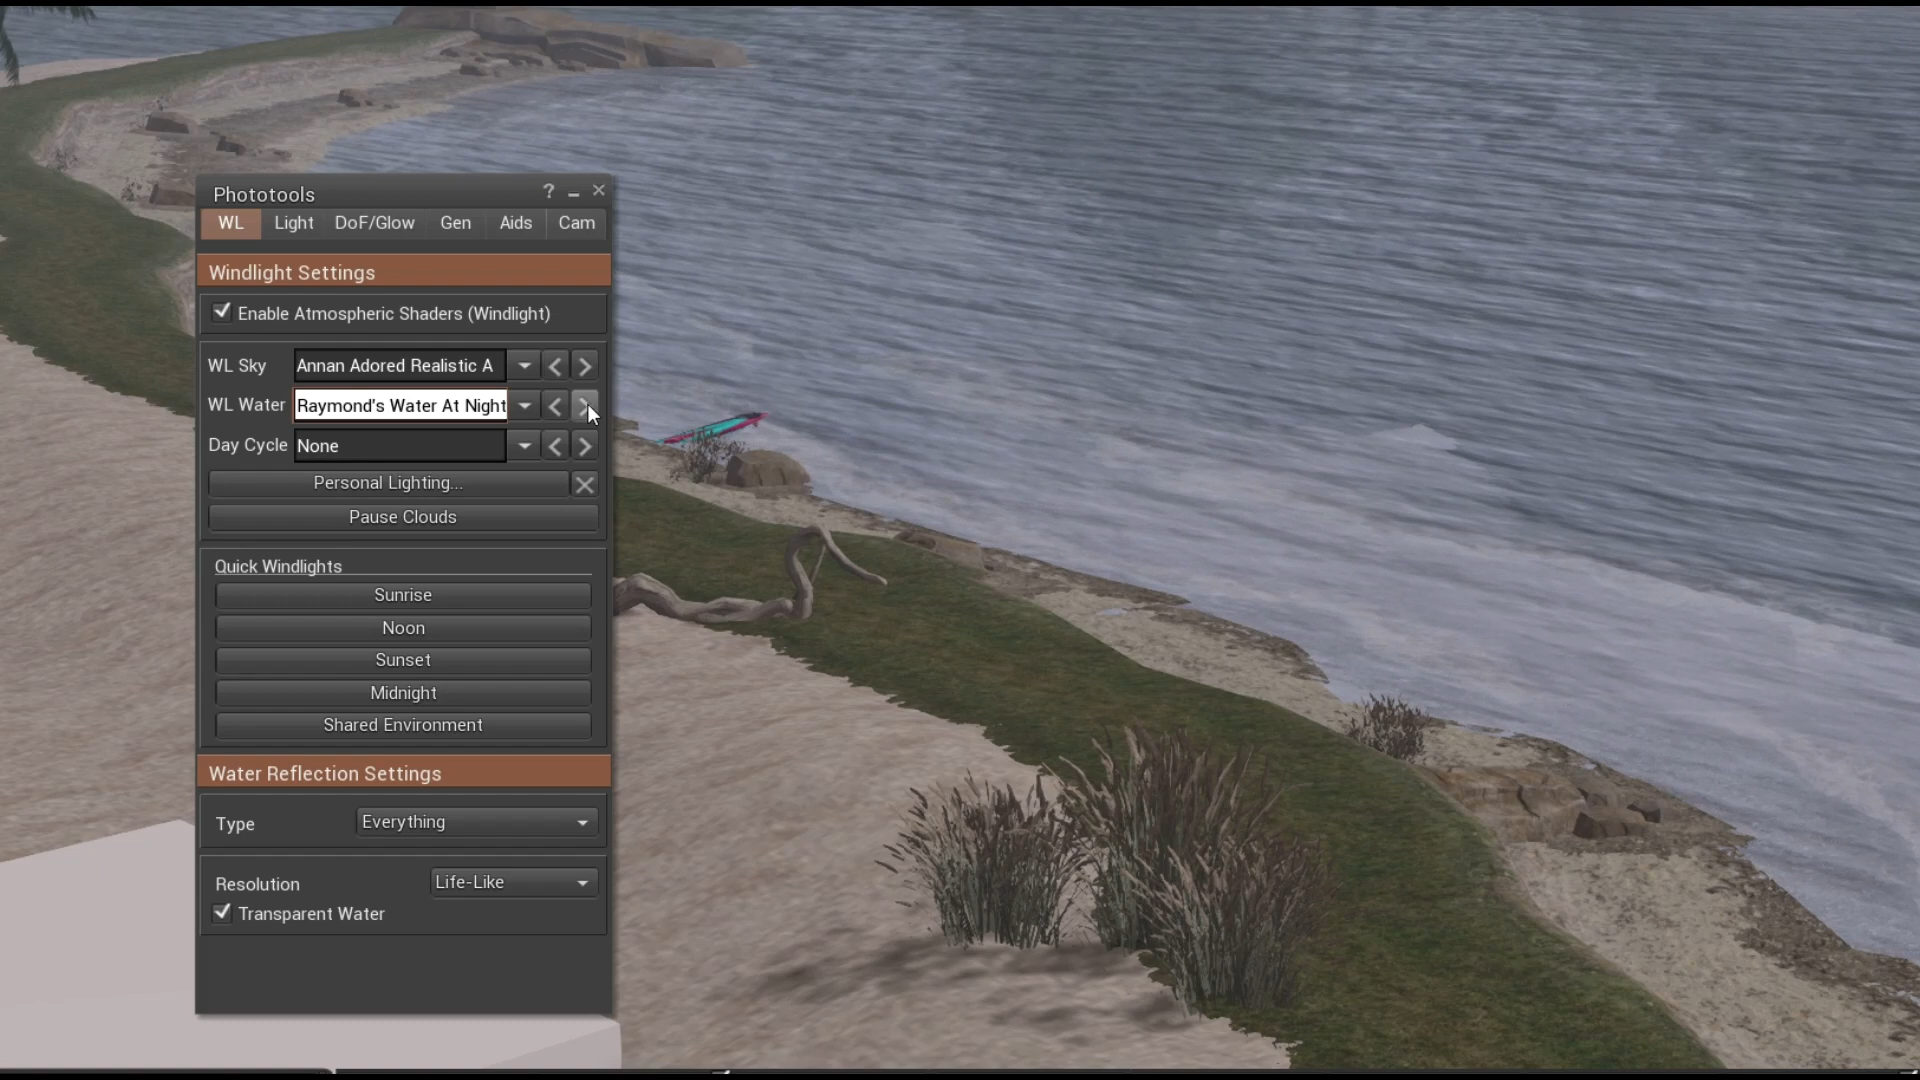 Phototools ?
WL Light DoF/Glow Gen Aids Cam
Windlight Settings
Enable Atmospheric Shaders (Windlight)
WL Sky Annan Adored Realistic A
WL Water Raymond's Water At Night
Day Cycle None
Personal Lighting...
Pause Clouds
Quick Windlights
Sunrise
Noon
Sunset
Midnight
Shared Environment
Water Reflection Settings
Type Everything
Resolution Life-Like
Transparent Water